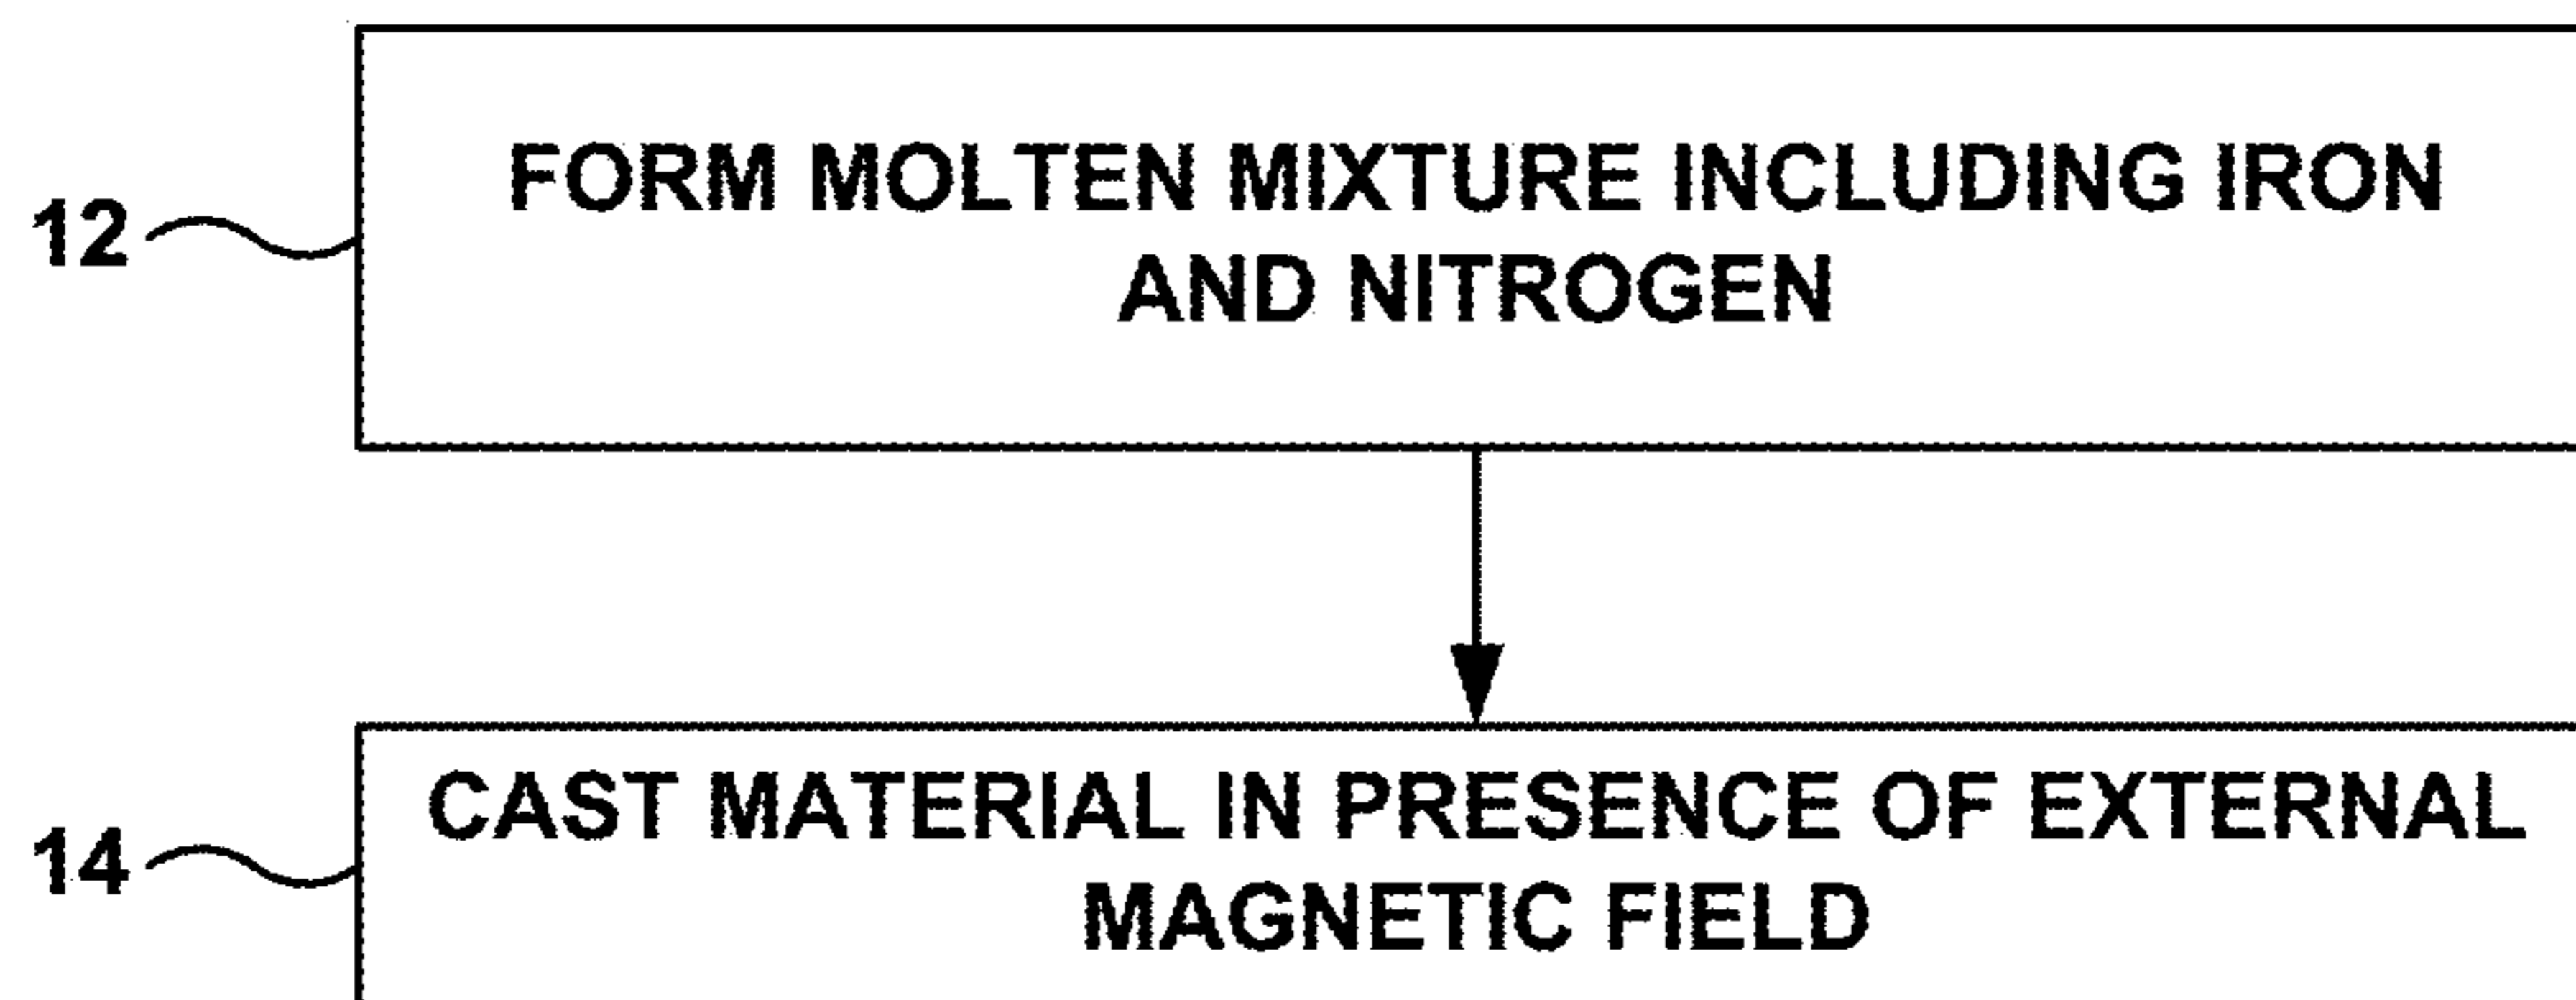 12
FORM MOLTEN MIXTURE INCLUDING IRON
AND NITROGEN
14
CAST MATERIAL IN PRESENCE OF EXTERNAL
MAGNETIC FIELD